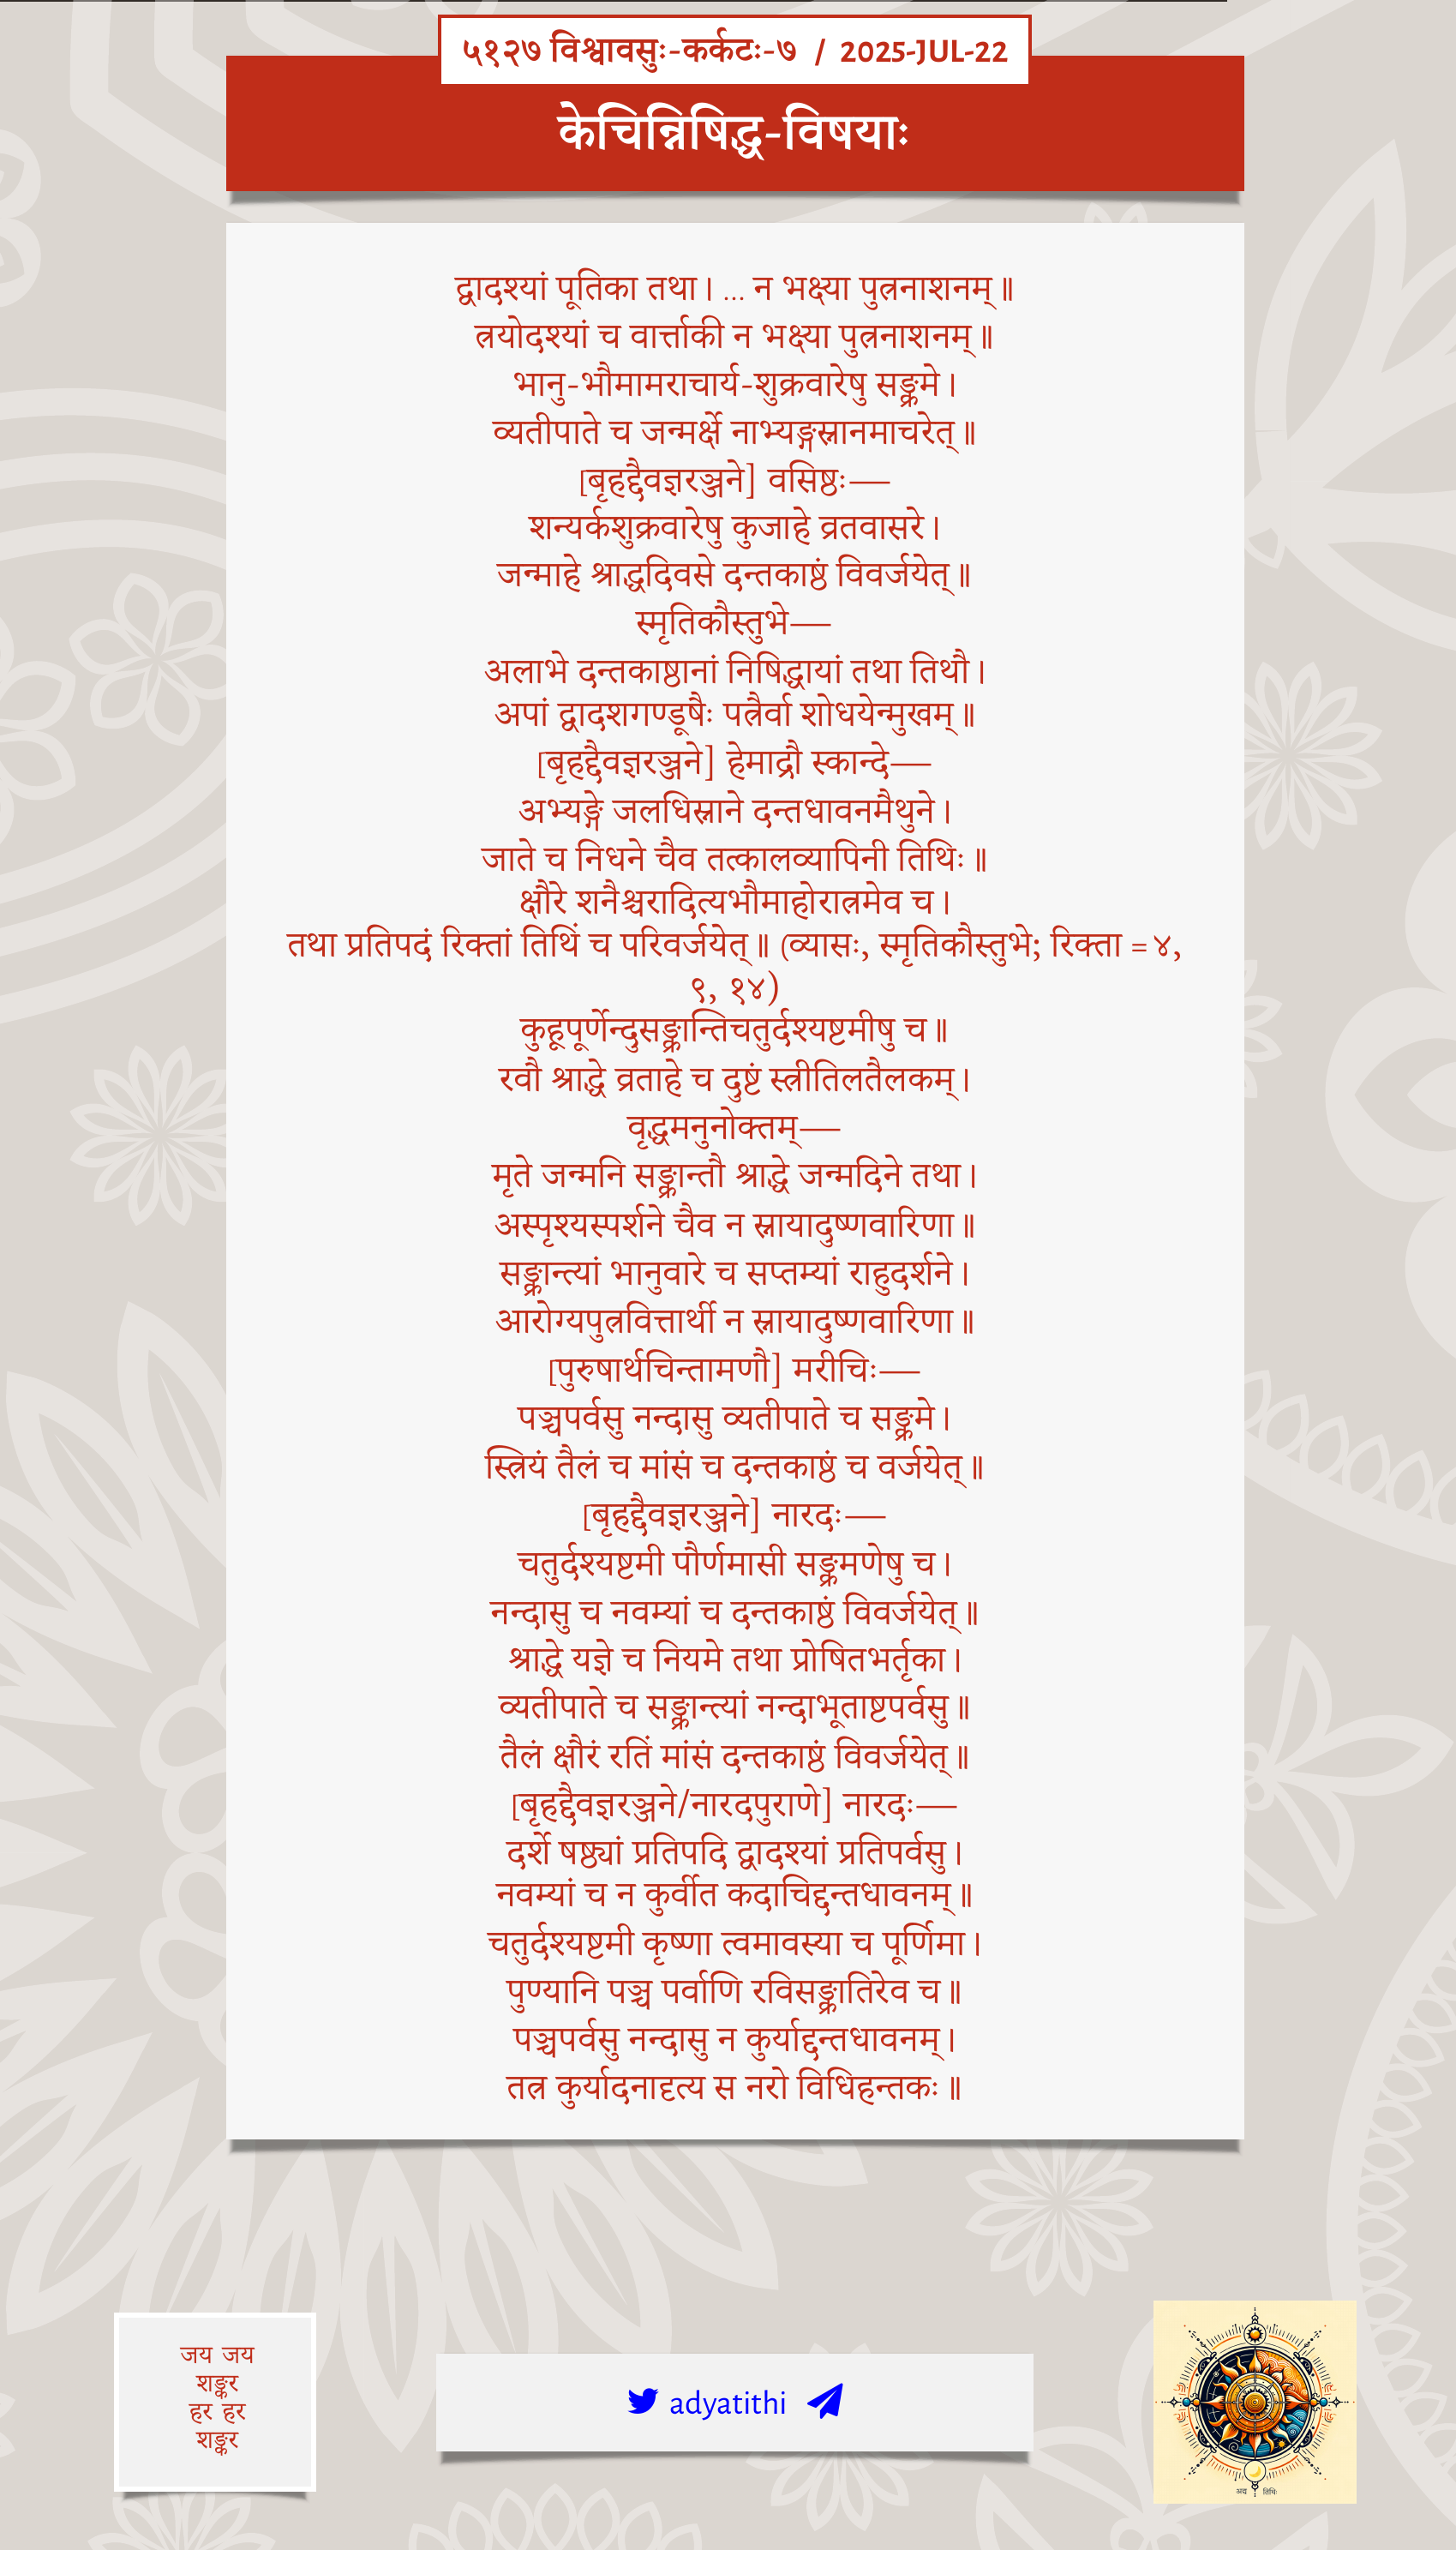 ५१२७ विश्वावसुः-कर्कटः-७ / 2025-JUL-22
केचिन्निषिद्ध-विषयाः
द्वादश्यां पूतिका तथा। ... न भक्ष्या पुत्रनाशनम्॥
त्रयोदश्यां च वार्त्ताकी न भक्ष्या पुत्रनाशनम्॥
भानु-भौमामराचार्य-शुक्रवारेषु सङ्क्रमे।
व्यतीपाते च जन्मर्क्षे नाभ्यङ्गस्नानमाचरेत्॥
[बृहद्दैवज्ञरञ्जने] वसिष्ठः—
शन्यर्कशुक्रवारेषु कुजाहे व्रतवासरे।
जन्माहे श्राद्धदिवसे दन्तकाष्ठं विवर्जयेत्॥
स्मृतिकौस्तुभे—
अलाभे दन्तकाष्ठानां निषिद्धायां तथा तिथौ।
अपां द्वादशगण्डूषैः पत्रैर्वा शोधयेन्मुखम्॥
[बृहद्दैवज्ञरञ्जने] हेमाद्रौ स्कान्दे—
अभ्यङ्गे जलधिस्नाने दन्तधावनमैथुने।
जाते च निधने चैव तत्कालव्यापिनी तिथिः॥
क्षौरे शनैश्चरादित्यभौमाहोरात्रमेव च।
तथा प्रतिपदं रिक्तां तिथिं च परिवर्जयेत्॥ (व्यासः, स्मृतिकौस्तुभे; रिक्ता = ४,
९, १४)
कुहूपूर्णेन्दुसङ्क्रान्तिचतुर्दश्यष्टमीषु च॥
रवौ श्राद्धे व्रताहे च दुष्टं स्त्रीतिलतैलकम्।
वृद्धमनुनोक्तम्—
मृते जन्मनि सङ्क्रान्तौ श्राद्धे जन्मदिने तथा।
अस्पृश्यस्पर्शने चैव न स्नायादुष्णवारिणा॥
सङ्क्रान्त्यां भानुवारे च सप्तम्यां राहुदर्शने।
आरोग्यपुत्रवित्तार्थी न स्नायादुष्णवारिणा॥
[पुरुषार्थचिन्तामणौ] मरीचिः—
पञ्चपर्वसु नन्दासु व्यतीपाते च सङ्क्रमे।
स्त्रियं तैलं च मांसं च दन्तकाष्ठं च वर्जयेत्॥
[बृहद्दैवज्ञरञ्जने] नारदः—
चतुर्दश्यष्टमी पौर्णमासी सङ्क्रमणेषु च।
नन्दासु च नवम्यां च दन्तकाष्ठं विवर्जयेत्॥
श्राद्धे यज्ञे च नियमे तथा प्रोषितभर्तृका।
व्यतीपाते च सङ्क्रान्त्यां नन्दाभूताष्टपर्वसु॥
तैलं क्षौरं रतिं मांसं दन्तकाष्ठं विवर्जयेत्॥
[बृहद्दैवज्ञरञ्जने/नारदपुराणे] नारदः—
दर्शे षष्ठ्यां प्रतिपदि द्वादश्यां प्रतिपर्वसु।
नवम्यां च न कुर्वीत कदाचिद्दन्तधावनम्॥
चतुर्दश्यष्टमी कृष्णा त्वमावस्या च पूर्णिमा।
पुण्यानि पञ्च पर्वाणि रविसङ्क्रातिरेव च॥
पञ्चपर्वसु नन्दासु न कुर्याद्दन्तधावनम्।
तत्र कुर्यादनादृत्य स नरो विधिहन्तकः॥
जय जय
शङ्कर
हर हर
शङ्कर
adyatithi
अद्य तिथिः